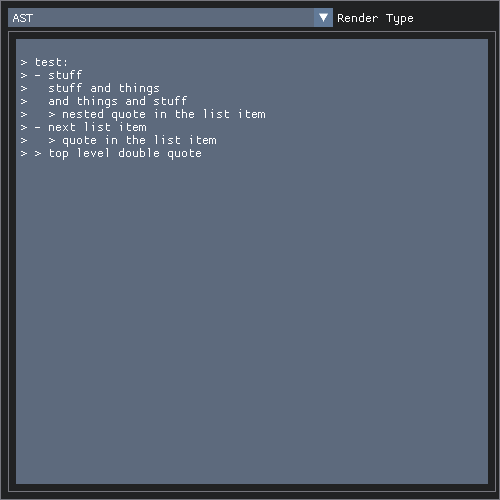 AST
Render Type
> test:
> - stuff
>   stuff and things
>   and things and stuff
>   > nested quote in the list item
> - next list item
>   > quote in the list item
> > top level double quote